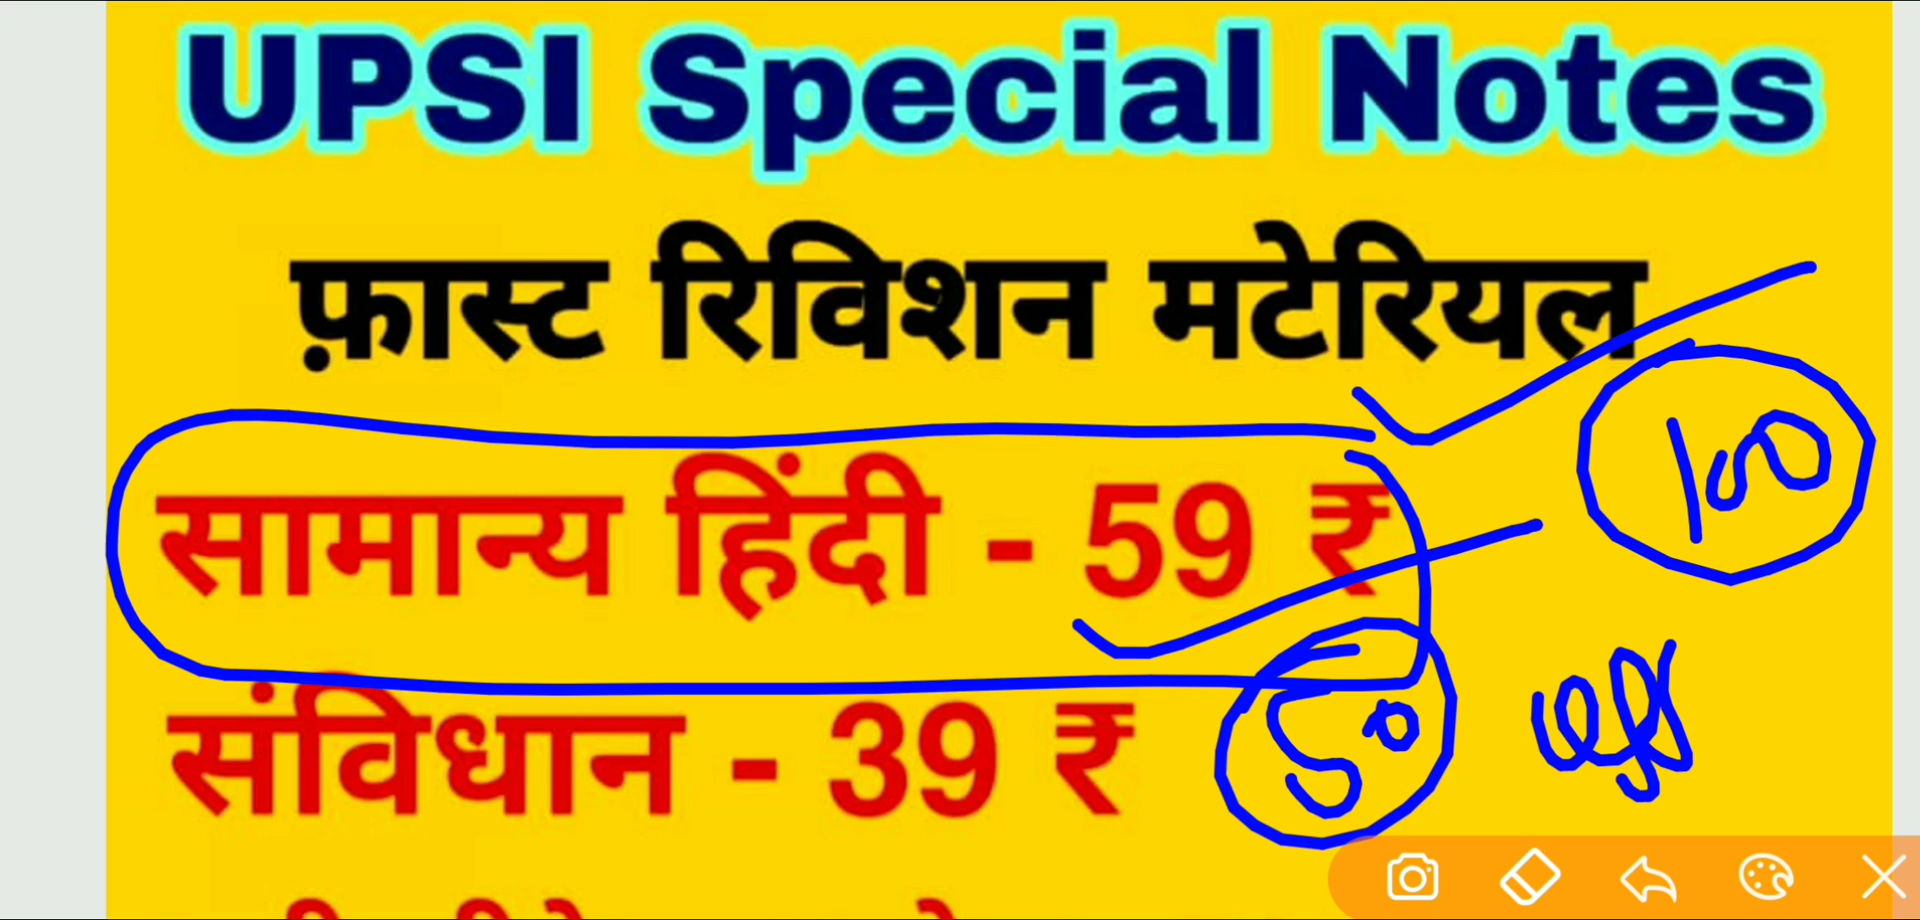 UPSI Special Notes
फ़ास्ट रिविशन मटेरियल
सामान्य हिंदी - 59 ₹
100
संविधान - 39 ₹
50